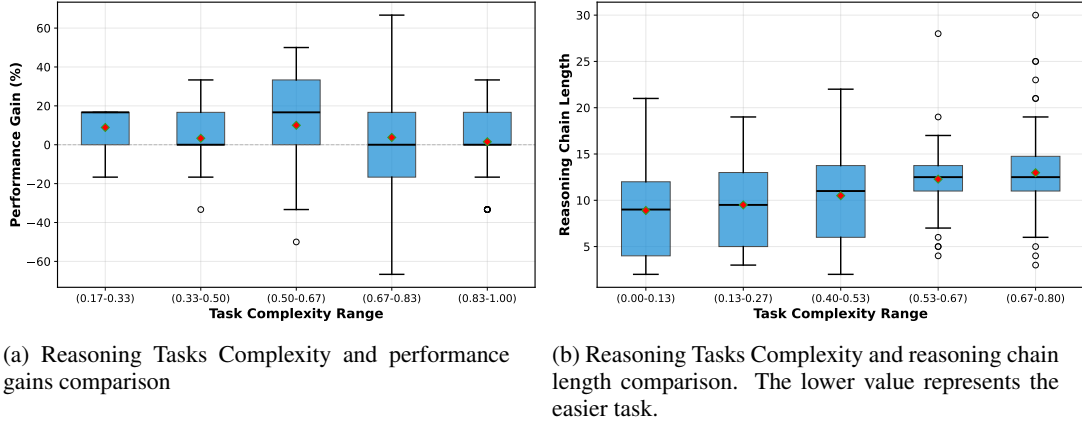 Performance Gain (%)
60
40
20
0
−20
−40
−60
(0.17-0.33) (0.33-0.50) (0.50-0.67) (0.67-0.83) (0.83-1.00)
Task Complexity Range
Reasoning Chain Length
30
25
20
15
10
5
(0.00-0.13) (0.13-0.27) (0.40-0.53) (0.53-0.67) (0.67-0.80)
Task Complexity Range
(a) Reasoning Tasks Complexity and performance
gains comparison
(b) Reasoning Tasks Complexity and reasoning chain
length comparison. The lower value represents the
easier task.